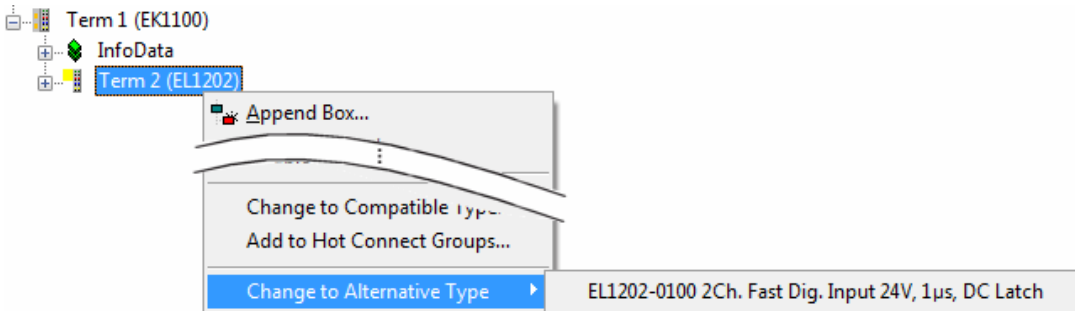 Term 1 (EK1100)
InfoData
Term 2 (EL1202)
Append Box...
Change to Compatible
Add to Hot Connect Groups...
Change to Alternative Type
EL1202-0100 2Ch. Fast Dig. Input 24V, 1µs, DC Latch